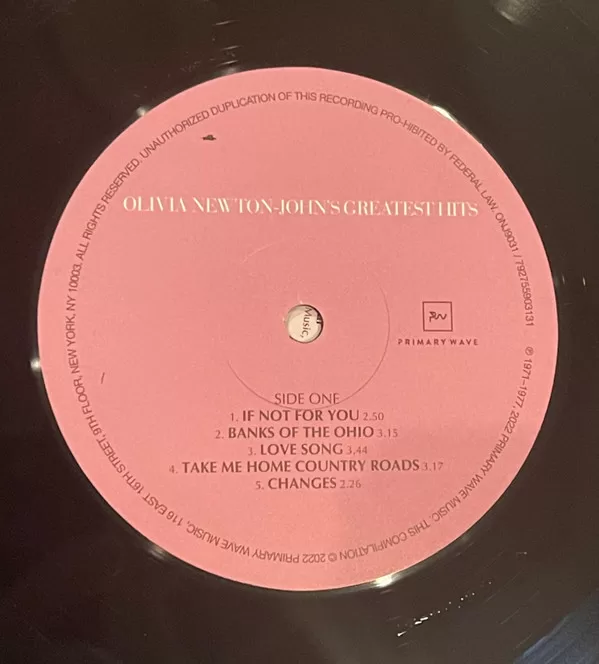 UNAUTHORIZED DUPLICATION OF THIS RECORDING PRO-HIBITED BY FEDERAL LAW. ONJ9031 / 792755903131
OLIVIA NEWTON-JOHN'S GREATEST HITS
PRIMARY WAVE
SIDE ONE
1. IF NOT FOR YOU 2.50
2. BANKS OF THE OHIO 3.15
3. LOVE SONG 3.44
4. TAKE ME HOME COUNTRY ROADS 3.17
5. CHANGES 2.26
℗ 1971-1977, 2022 PRIMARY WAVE MUSIC. THIS COMPILATION © 2022 PRIMARY WAVE MUSIC, 116 EAST 16TH STREET, 9TH FLOOR, NEW YORK, NY 10003. ALL RIGHTS RESERVED.
Music,